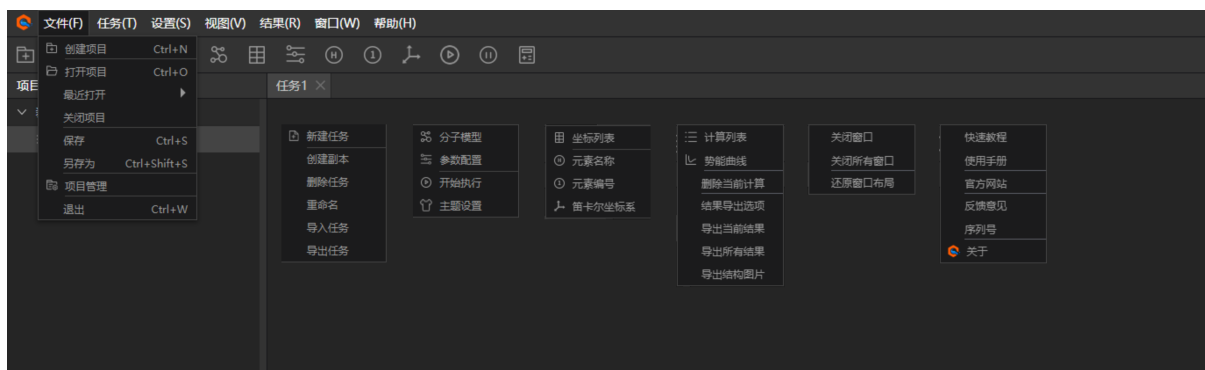 文件(F) 任务(T) 设置(S) 视图(V) 结果(R) 窗口(W) 帮助(H)
创建项目 Ctrl+N
打开项目 Ctrl+O
最近打开
关闭项目
保存 Ctrl+S
另存为 Ctrl+Shift+S
项目管理
退出 Ctrl+W
H 1
项目
任务1
新建任务
创建副本
删除任务
重命名
导入任务
导出任务
分子模型
参数配置
开始执行
主题设置
坐标列表
H 元素名称
1 元素编号
笛卡尔坐标系
计算列表
势能曲线
删除当前计算
结果导出选项
导出当前结果
导出所有结果
导出结构图片
关闭窗口
关闭所有窗口
还原窗口布局
快速教程
使用手册
官方网站
反馈意见
序列号
关于